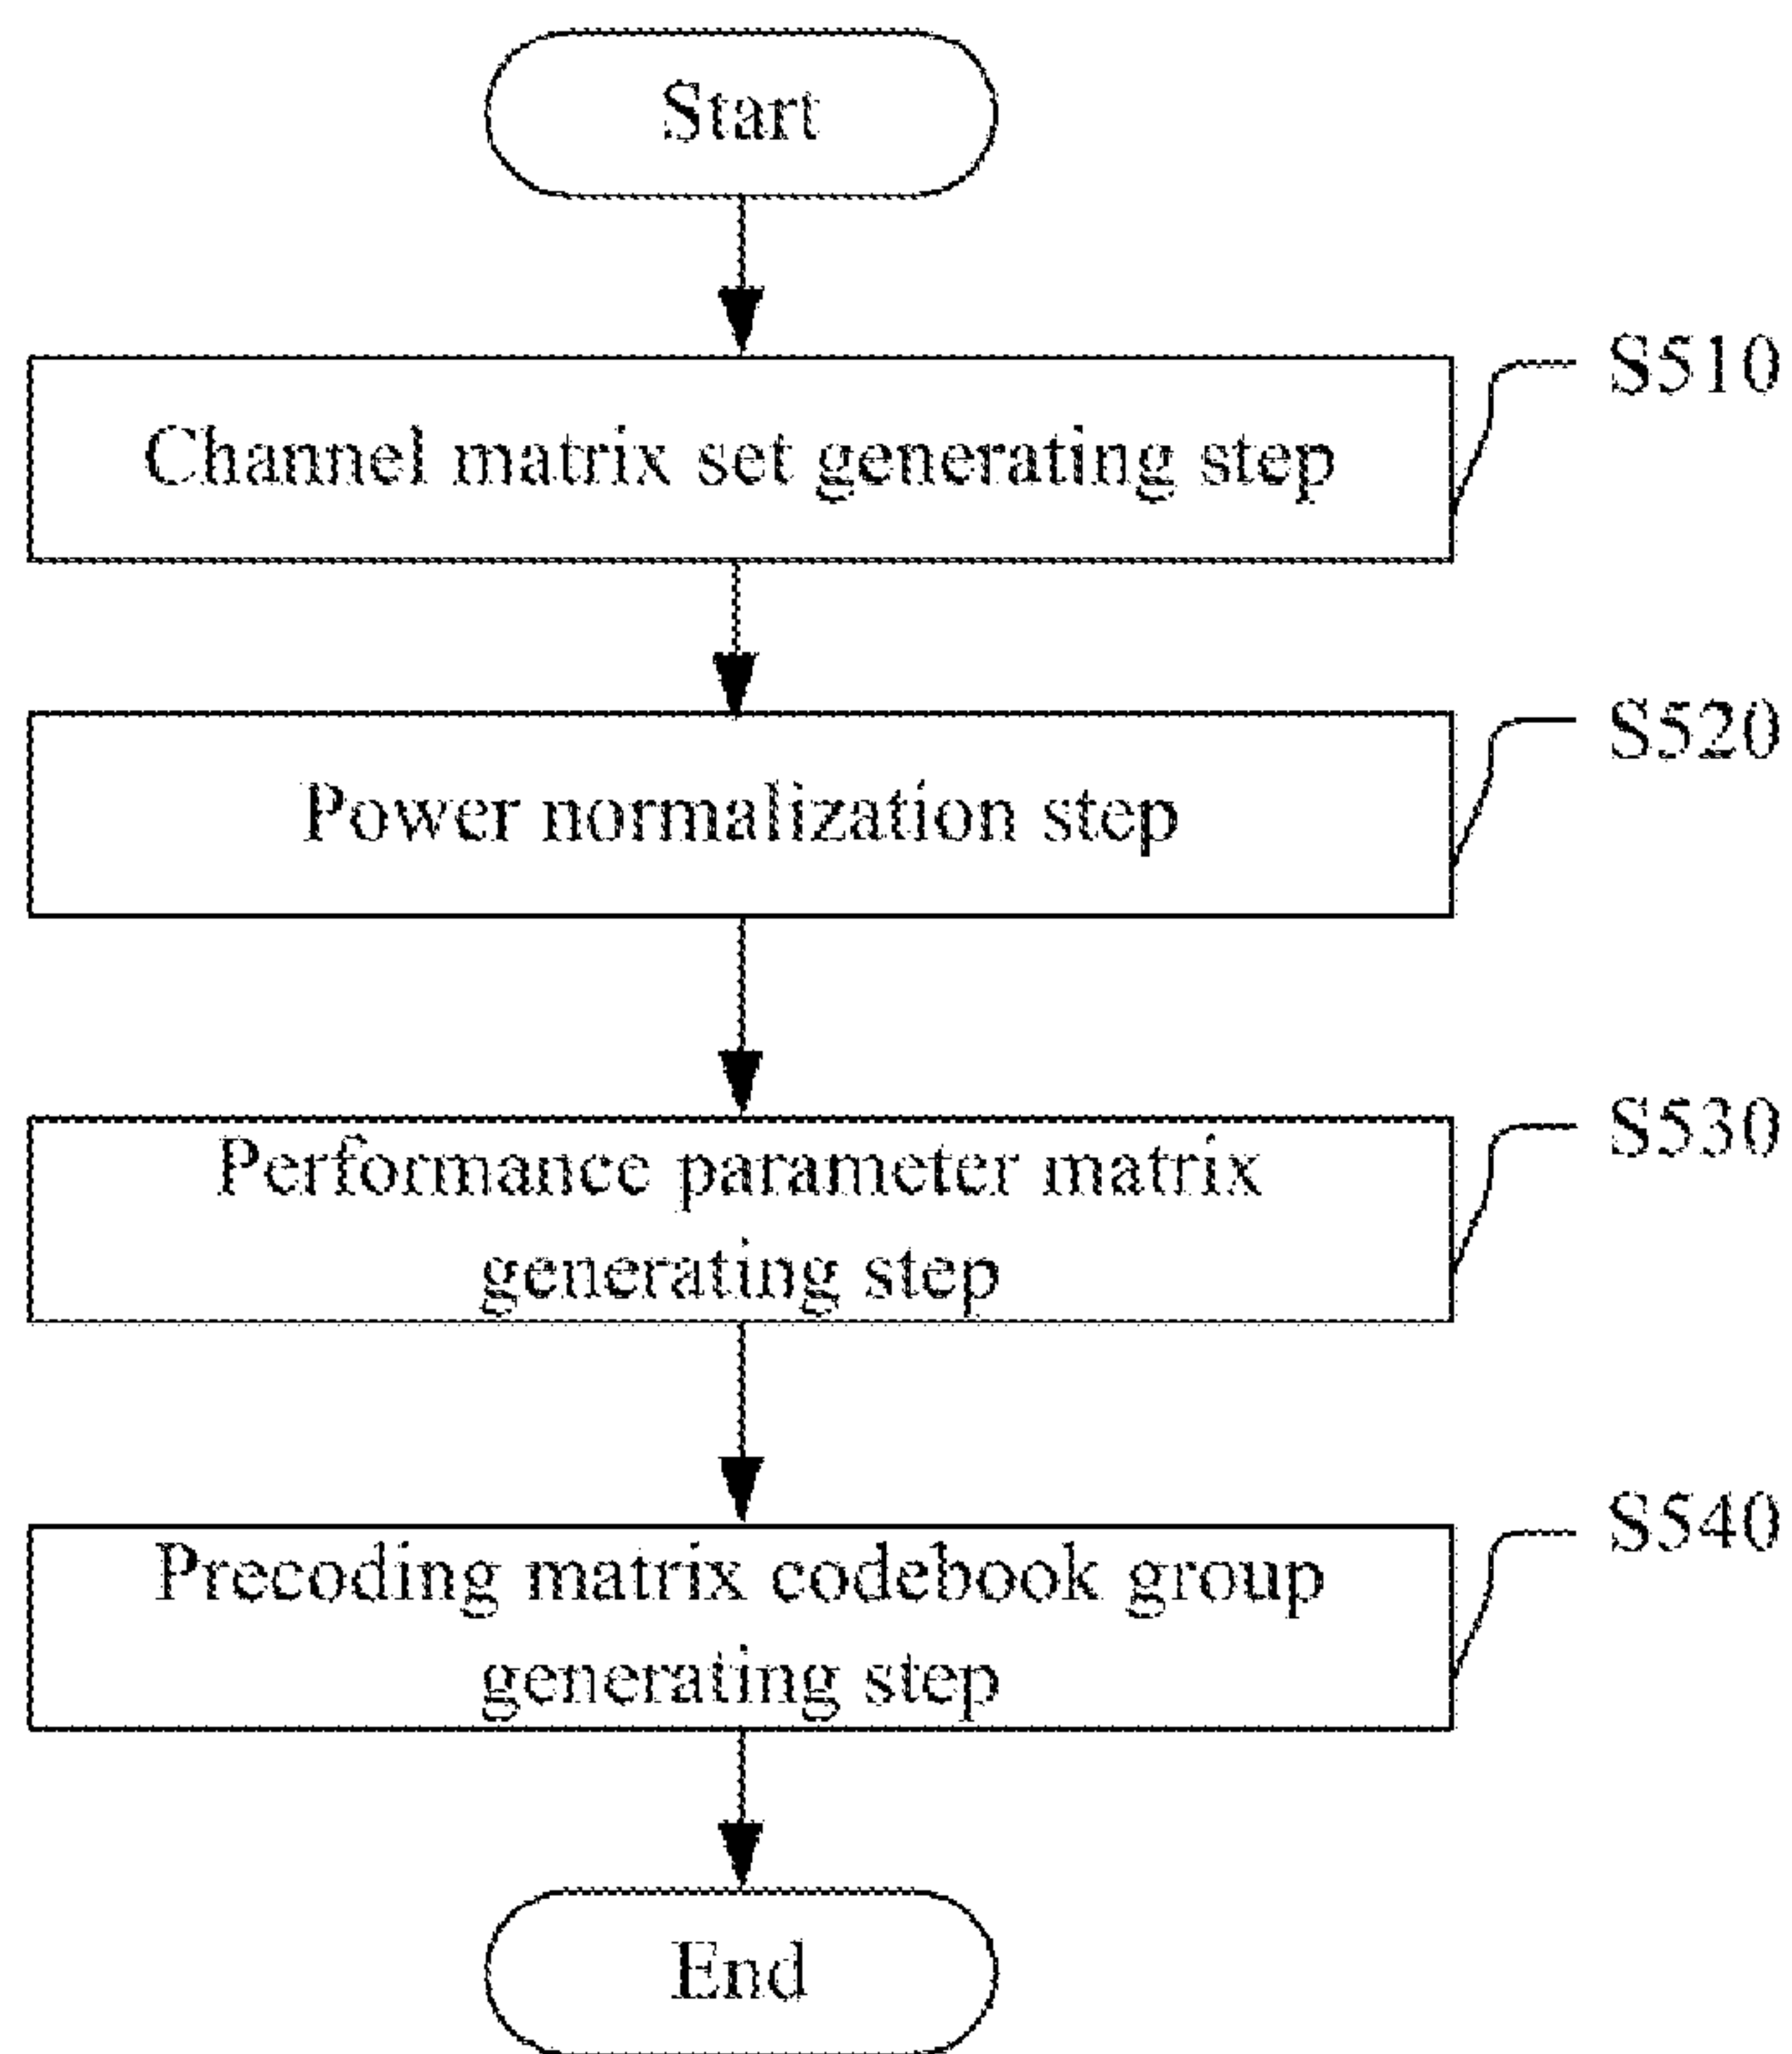 Start
S510
Channel matrix set generating step
S520
Power normalization step
S530
Performance parameter matrix
generating step
S540
Precoding matrix codebook group
generating step
End